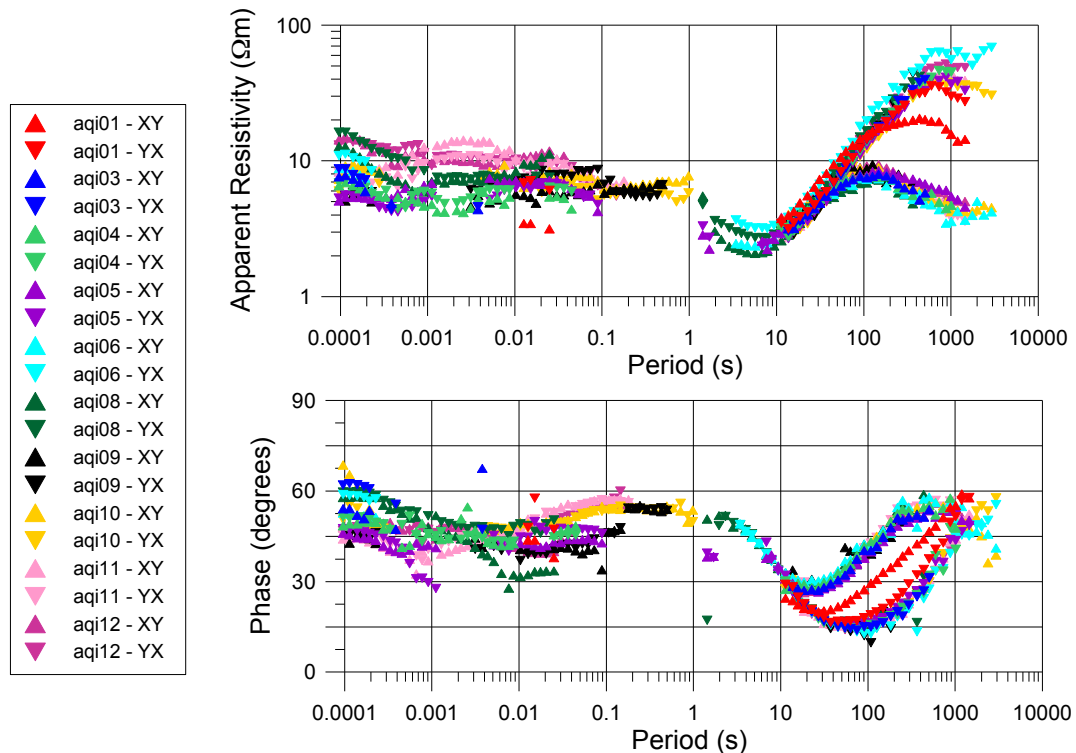 aqi01 - XY
aqi01 - YX
aqi03 - XY
aqi03 - YX
aqi04 - XY
aqi04 - YX
aqi05 - XY
aqi05 - YX
aqi06 - XY
aqi06 - YX
aqi08 - XY
aqi08 - YX
aqi09 - XY
aqi09 - YX
aqi10 - XY
aqi10 - YX
aqi11 - XY
aqi11 - YX
aqi12 - XY
aqi12 - YX
Apparent Resistivity (Ωm)
100
10
1
0.0001 0.001 0.01 0.1 1 10 100 1000 10000
Period (s)
Phase (degrees)
90
60
30
0
0.0001 0.001 0.01 0.1 1 10 100 1000 10000
Period (s)